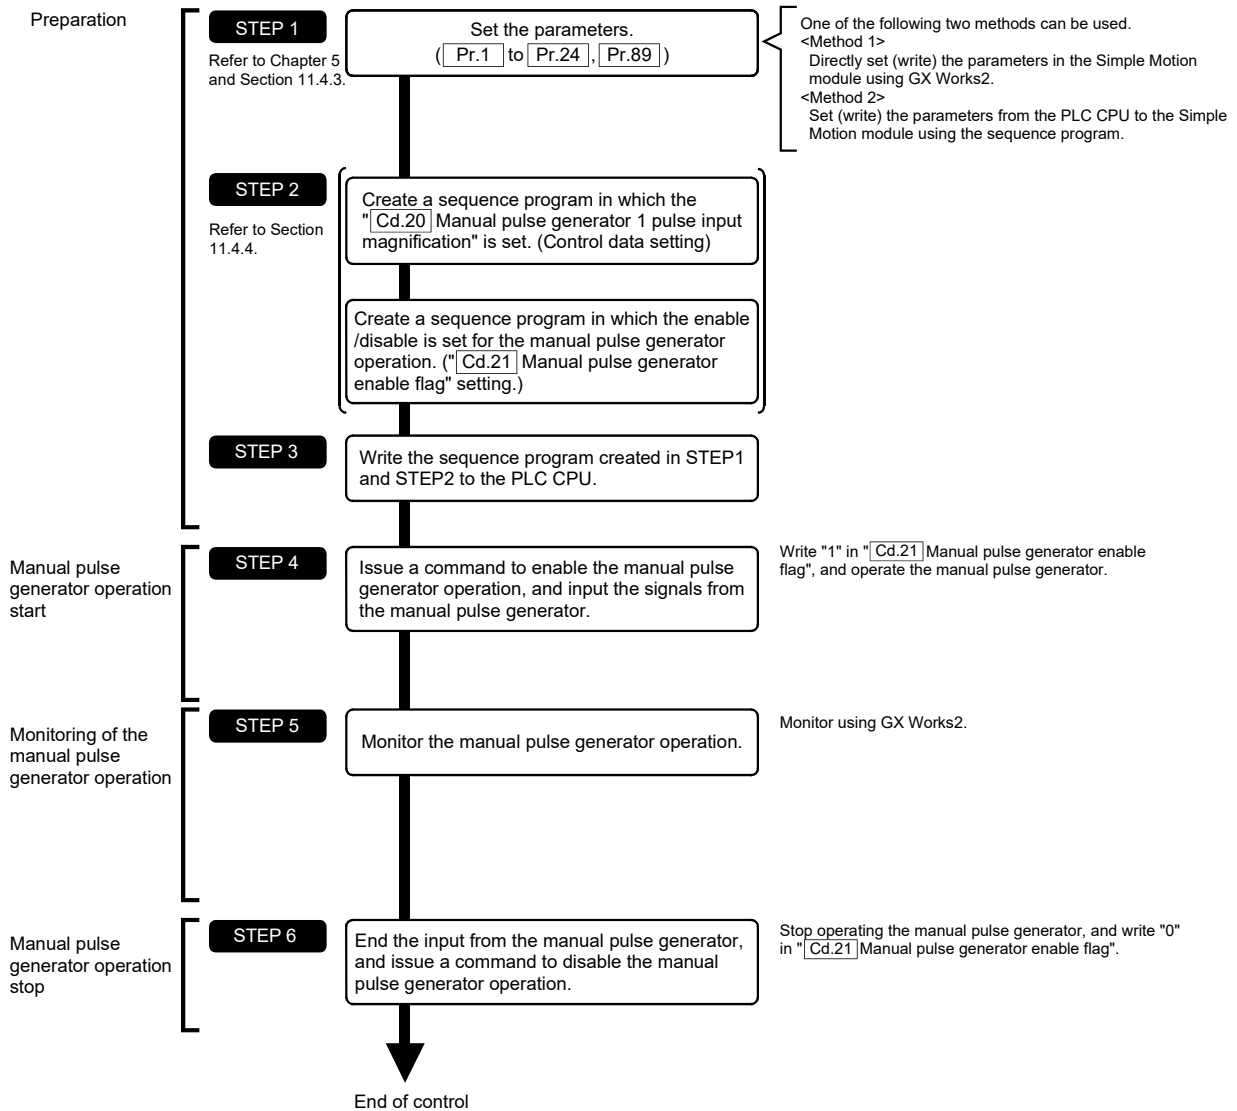 Preparation
STEP 1
Refer to Chapter 5
and Section 11.4.3.
Set the parameters.
( Pr.1 to Pr.24 , Pr.89 )
One of the following two methods can be used.
<Method 1>
Directly set (write) the parameters in the Simple Motion
module using GX Works2.
<Method 2>
Set (write) the parameters from the PLC CPU to the Simple
Motion module using the sequence program.
STEP 2
Refer to Section
11.4.4.
Create a sequence program in which the
" Cd.20 Manual pulse generator 1 pulse input
magnification" is set. (Control data setting)
Create a sequence program in which the enable
/disable is set for the manual pulse generator
operation. (" Cd.21 Manual pulse generator
enable flag" setting.)
STEP 3
Write the sequence program created in STEP1
and STEP2 to the PLC CPU.
Manual pulse
generator operation
start
STEP 4
Issue a command to enable the manual pulse
generator operation, and input the signals from
the manual pulse generator.
Write "1" in " Cd.21 Manual pulse generator enable
flag", and operate the manual pulse generator.
Monitoring of the
manual pulse
generator operation
STEP 5
Monitor the manual pulse generator operation.
Monitor using GX Works2.
Manual pulse
generator operation
stop
STEP 6
End the input from the manual pulse generator,
and issue a command to disable the manual
pulse generator operation.
Stop operating the manual pulse generator, and write "0"
in " Cd.21 Manual pulse generator enable flag".
End of control